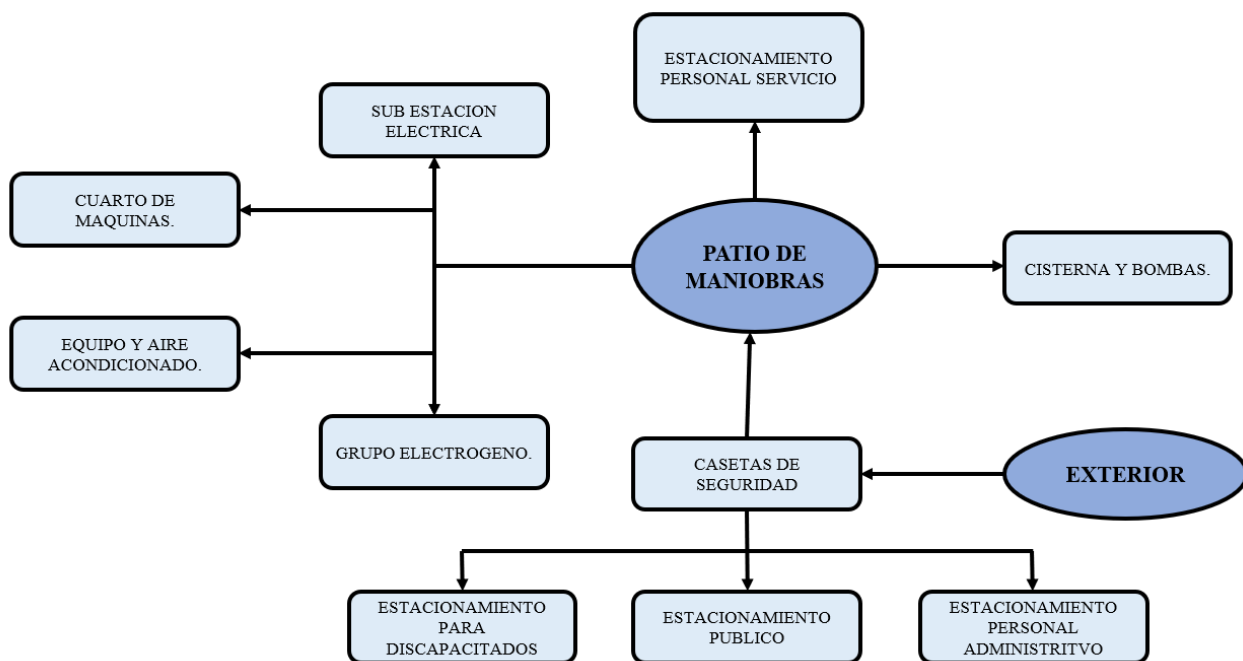 ESTACIONAMIENTO
PERSONAL SERVICIO
SUB ESTACION
ELECTRICA
CUARTO DE
MAQUINAS.
PATIO DE
MANIOBRAS
CISTERNA Y BOMBAS.
EQUIPO Y AIRE
ACONDICIONADO.
GRUPO ELECTROGENO.
CASETAS DE
SEGURIDAD
EXTERIOR
ESTACIONAMIENTO
PARA
DISCAPACITADOS
ESTACIONAMIENTO
PUBLICO
ESTACIONAMIENTO
PERSONAL
ADMINISTRITVO